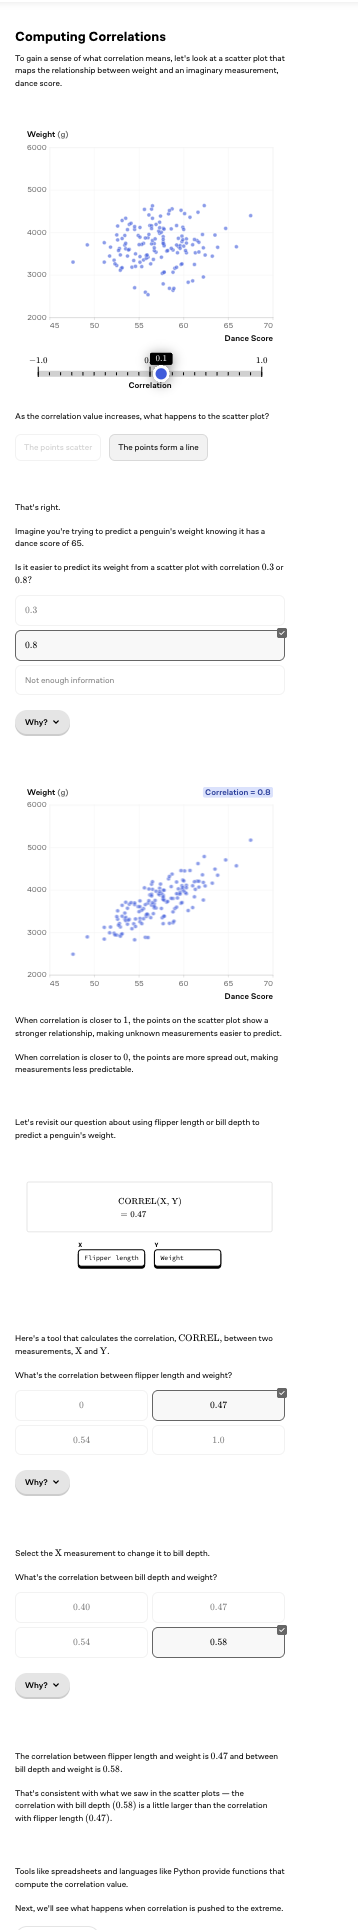 Computing Correlations
To gain a sense of what correlation means, let's look at a scatter plot that
maps the relationship between weight and an imaginary measurement,
dance score.
Weight (g)
6000
5000
4000
3000
2000
45 50 55 60 65 70
Dance Score
−1.0 0. 0.1 1.0
Correlation
As the correlation value increases, what happens to the scatter plot?
The points scatter The points form a line
That's right.
Imagine you're trying to predict a penguin's weight knowing it has a
dance score of 65.
Is it easier to predict its weight from a scatter plot with correlation 0.3 or
0.8?
0.3
0.8
Not enough information
Why?
Weight (g) Correlation = 0.8
6000
5000
4000
3000
2000
45 50 55 60 65 70
Dance Score
When correlation is closer to 1, the points on the scatter plot show a
stronger relationship, making unknown measurements easier to predict.
When correlation is closer to 0, the points are more spread out, making
measurements less predictable.
Let's revisit our question about using flipper length or bill depth to
predict a penguin's weight.
CORREL(X, Y)
= 0.47
X Y
Flipper length Weight
Here's a tool that calculates the correlation, CORREL, between two
measurements, X and Y.
What's the correlation between flipper length and weight?
0 0.47
0.54 1.0
Why?
Select the X measurement to change it to bill depth.
What's the correlation between bill depth and weight?
0.40 0.47
0.54 0.58
Why?
The correlation between flipper length and weight is 0.47 and between
bill depth and weight is 0.58.
That's consistent with what we saw in the scatter plots — the
correlation with bill depth (0.58) is a little larger than the correlation
with flipper length (0.47).
Tools like spreadsheets and languages like Python provide functions that
compute the correlation value.
Next, we'll see what happens when correlation is pushed to the extreme.